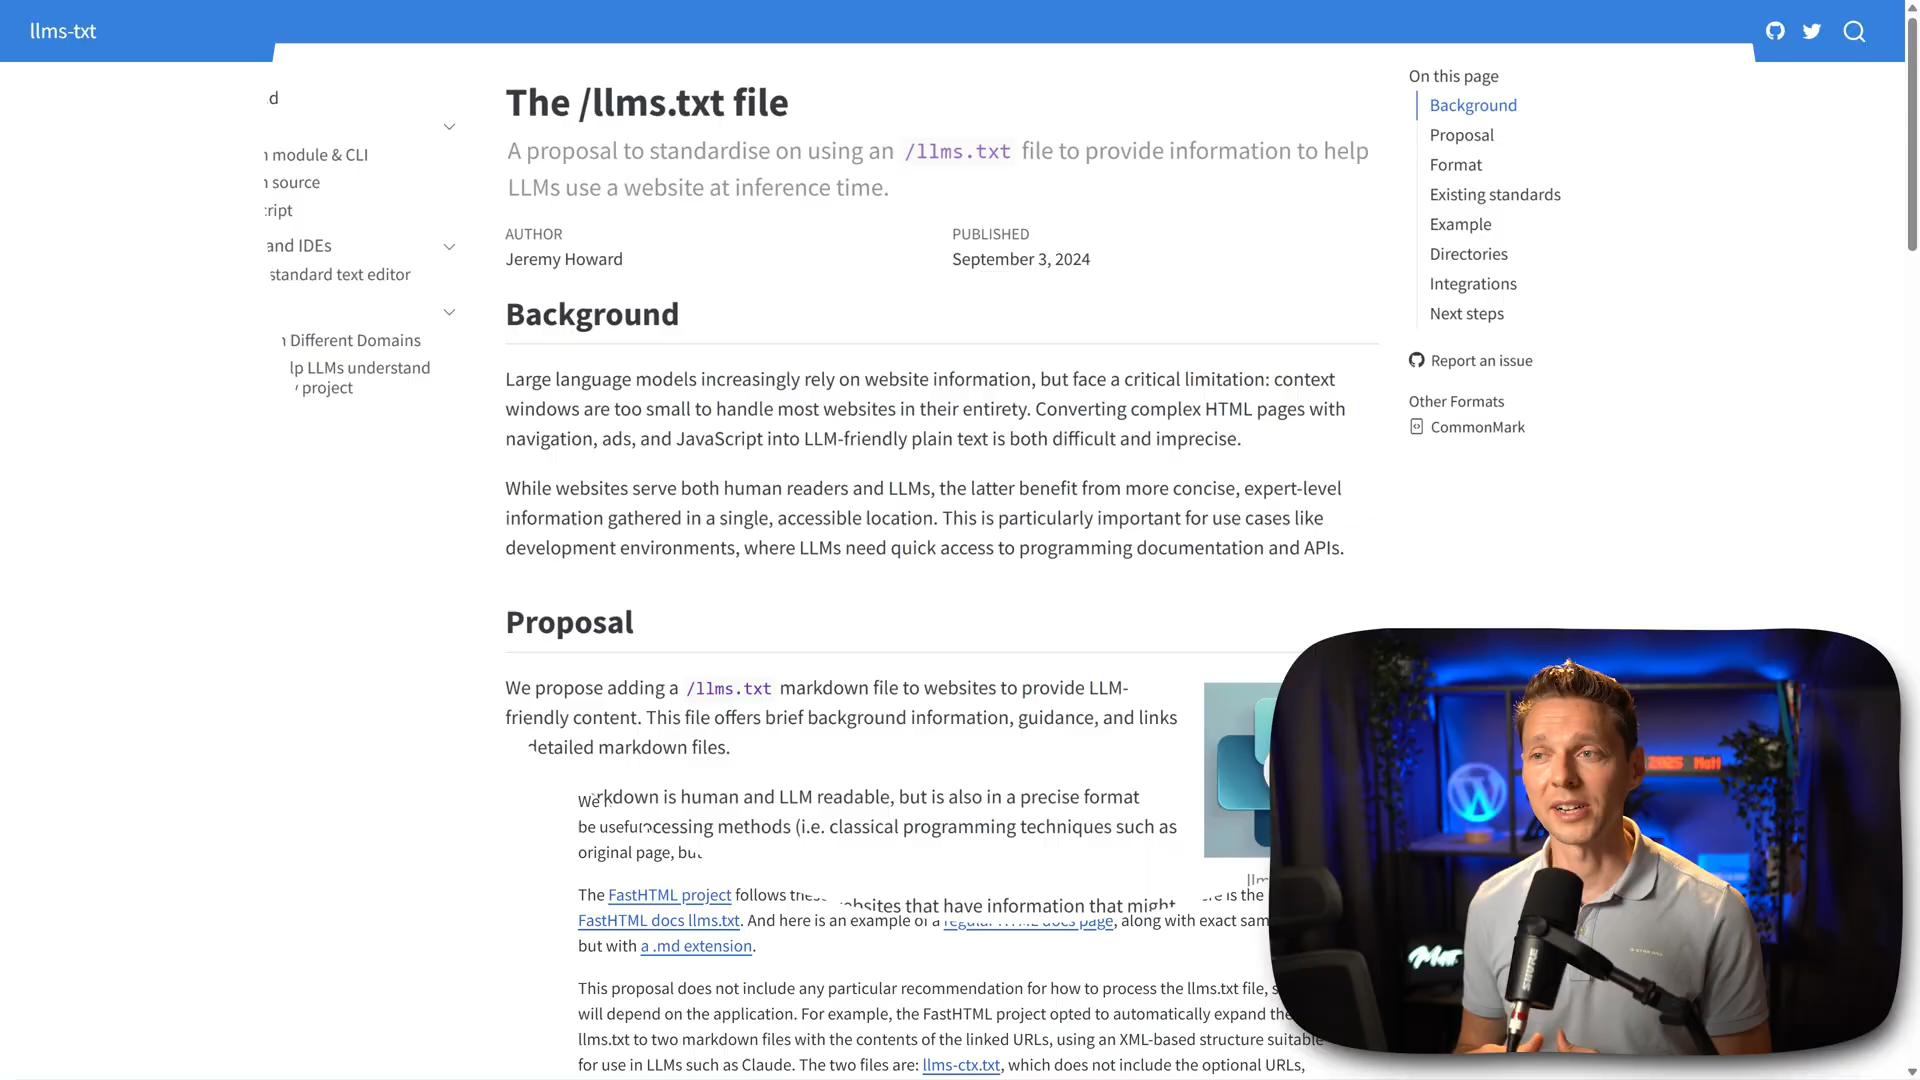 llms-txt
d
module & CLI
source
and IDEs
standard text editor
Different Domains
LLMs understand
project
The /llms.txt file
A proposal to standardise on using an /llms.txt file to provide information to help
LLMs use a website at inference time.
AUTHOR
Jeremy Howard
PUBLISHED
September 3, 2024
Background
Large language models increasingly rely on website information, but face a critical limitation: context
windows are too small to handle most websites in their entirety. Converting complex HTML pages with
navigation, ads, and JavaScript into LLM-friendly plain text is both difficult and imprecise.
While websites serve both human readers and LLMs, the latter benefit from more concise, expert-level
information gathered in a single, accessible location. This is particularly important for use cases like
development environments, where LLMs need quick access to programming documentation and APIs.
Proposal
We propose adding a /llms.txt markdown file to websites to provide LLM-
friendly content. This file offers brief background information, guidance, and links
detailed markdown files.
We
rkdown is human and LLM readable, but is also in a precise format
be useful
ocessing methods (i.e. classical programming techniques such as
original page, but
The FastHTML project follows these
is the
ebsites that have information that might
FastHTML docs llms.txt. And here is an example of a regular HTML docs page, along with exact sam
but with a .md extension.
This proposal does not include any particular recommendation for how to process the llms.txt file, s
will depend on the application. For example, the FastHTML project opted to automatically expand the
llms.txt to two markdown files with the contents of the linked URLs, using an XML-based structure suitable
for use in LLMs such as Claude. The two files are: llms-ctx.txt, which does not include the optional URLs,
On this page
Background
Proposal
Format
Existing standards
Example
Directories
Integrations
Next steps
Report an issue
Other Formats
CommonMark
2025 Matt
Matt
SHURE